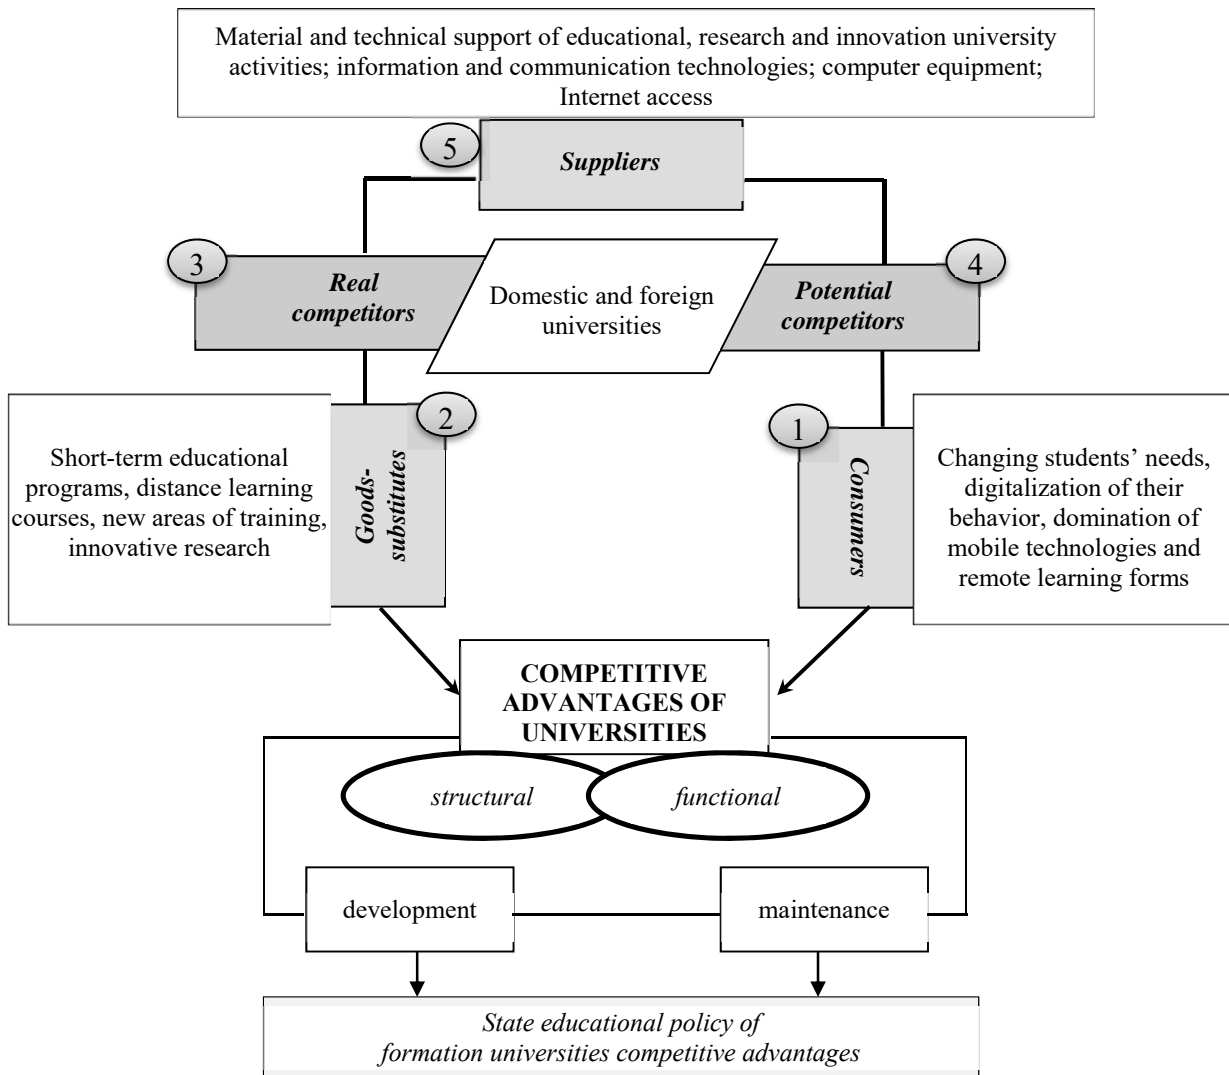 Material and technical support of educational, research and innovation university
activities; information and communication technologies; computer equipment;
Internet access
5
Suppliers
3
Real
competitors
Domestic and foreign
universities
4
Potential
competitors
Short-term educational
programs, distance learning
courses, new areas of training,
innovative research
2
Goods-
substitutes
1
Consumers
Changing students’ needs,
digitalization of their
behavior, domination of
mobile technologies and
remote learning forms
COMPETITIVE
ADVANTAGES OF
UNIVERSITIES
structural
functional
development
maintenance
State educational policy of
formation universities competitive advantages